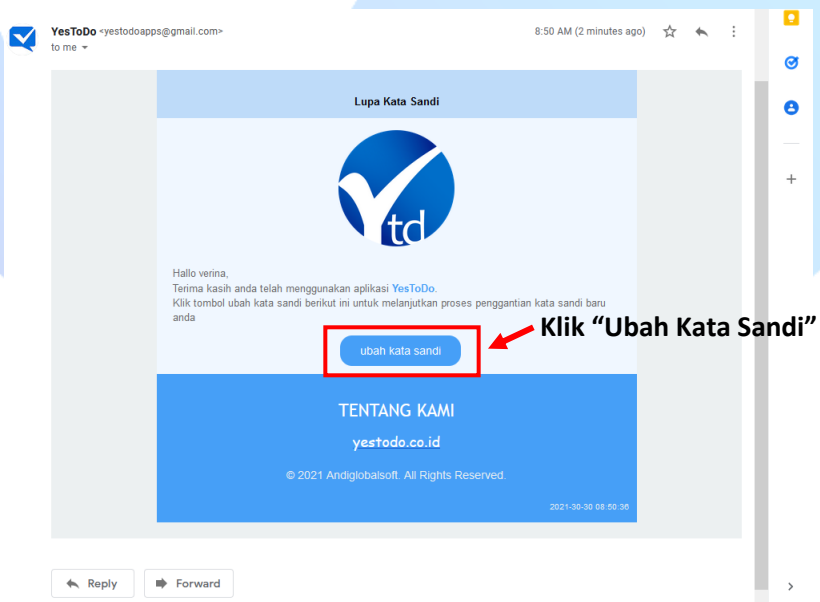 YesToDo <yestodoapps@gmail.com>
8:50 AM (2 minutes ago)
to me
Lupa Kata Sandi
Ytd
Hallo verina,
Terima kasih anda telah menggunakan aplikasi YesToDo.
Klik tombol ubah kata sandi berikut ini untuk melanjutkan proses penggantian kata sandi baru
anda
Klik “Ubah Kata Sandi”
ubah kata sandi
TENTANG KAMI
yestodo.co.id
© 2021 Andiglobalsoft. All Rights Reserved.
2021-30-30 08:50:36
Reply
Forward